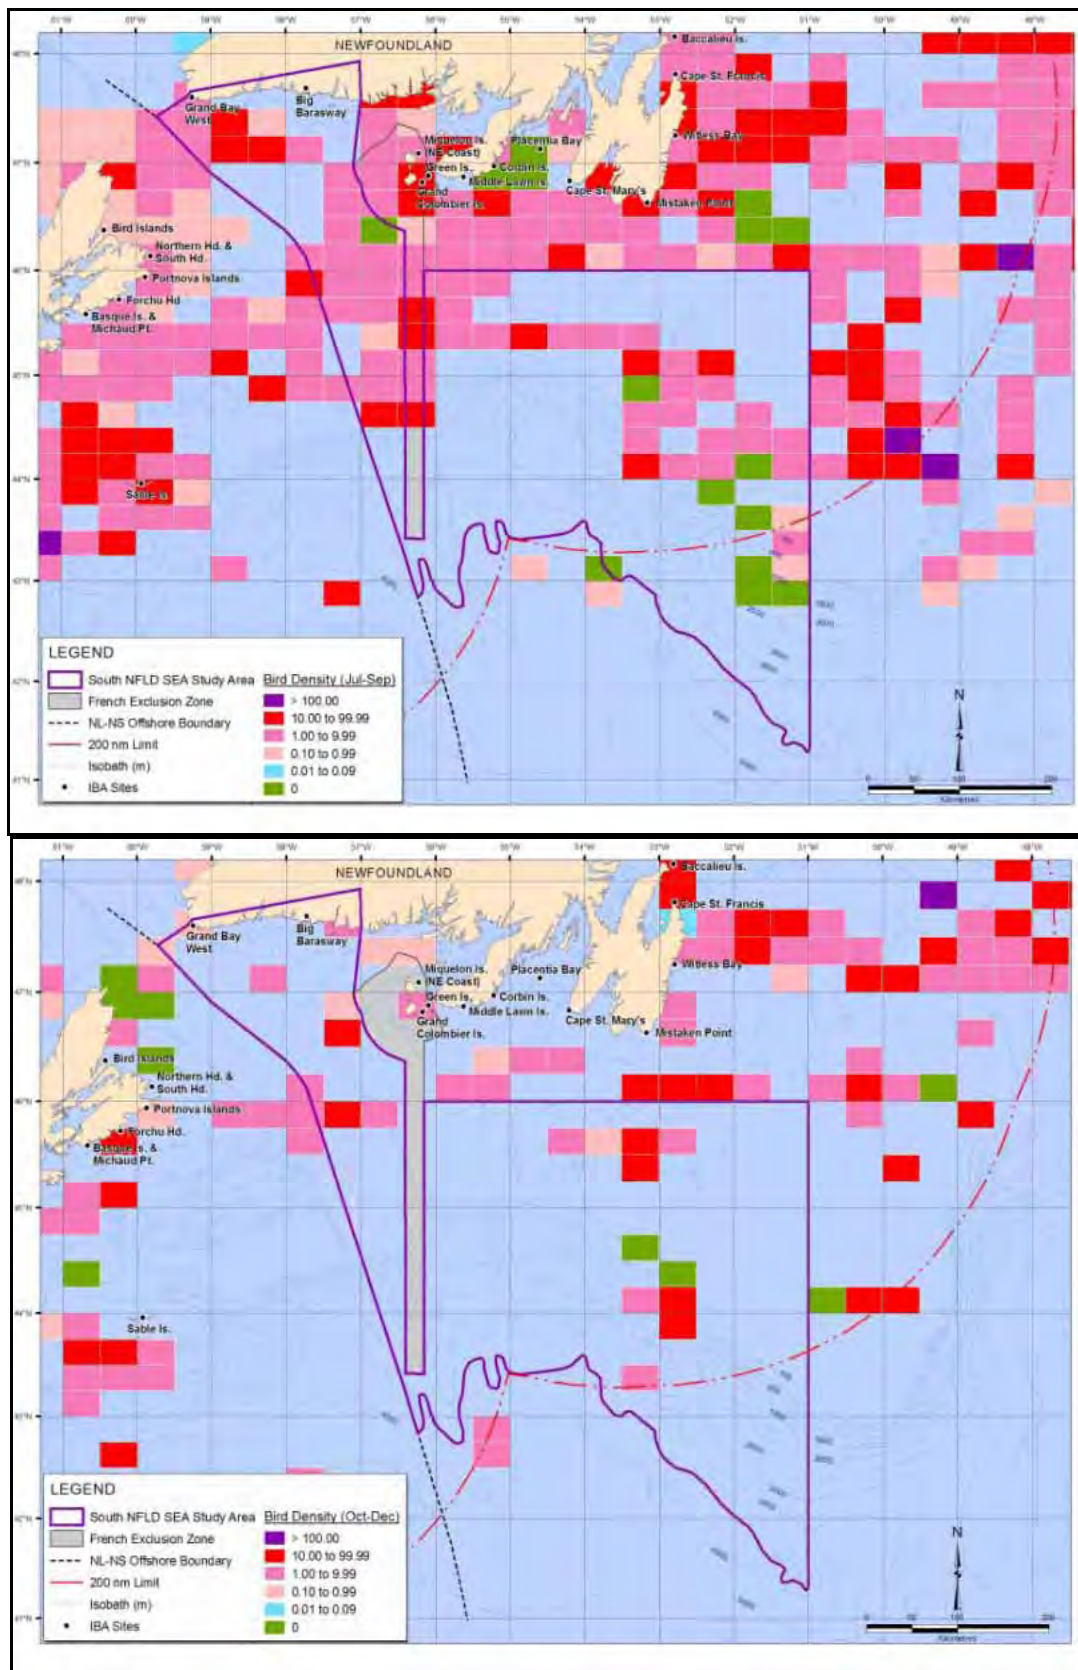 NEWFOUNDLAND
Baccalieu Is.
Cape St. Francis
Grand Bay
West
Big
Barasway
Witless Bay
Miquelon Is.
(NE Coast)
Placentia Bay
Green Is.
Corbin Is.
Middle Lawn Is.
Grand
Colombier Is.
Cape St. Mary's
Mistaken Point
Bird Islands
Northern Hd. &
South Hd.
Portnova Islands
Forchu Hd
Basque Is. &
Michaud Pt.
Sable Is.
LEGEND
South NFLD SEA Study Area
French Exclusion Zone
NL-NS Offshore Boundary
200 nm Limit
Isobath (m)
IBA Sites
Bird Density (Jul-Sep)
> 100.00
10.00 to 99.99
1.00 to 9.99
0.10 to 0.99
0.01 to 0.09
0
N
Kilometres
NEWFOUNDLAND
Baccalieu Is.
Cape St. Francis
Grand Bay
West
Big
Barasway
Witless Bay
Miquelon Is.
(NE Coast)
Placentia Bay
Green Is.
Corbin Is.
Middle Lawn Is.
Grand
Colombier Is.
Cape St. Mary's
Mistaken Point
Bird Islands
Northern Hd. &
South Hd.
Portnova Islands
Forchu Hd.
Basque Is. &
Michaud Pt.
Sable Is.
LEGEND
South NFLD SEA Study Area
French Exclusion Zone
NL-NS Offshore Boundary
200 nm Limit
Isobath (m)
IBA Sites
Bird Density (Oct-Dec)
> 100.00
10.00 to 99.99
1.00 to 9.99
0.10 to 0.99
0.01 to 0.09
0
N
Kilometres